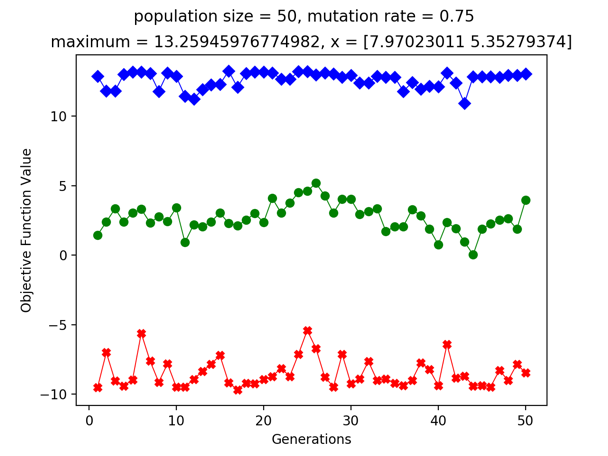 population size = 50, mutation rate = 0.75
maximum = 13.25945976774982, x = [7.97023011 5.35279374]
10
5
0
−5
−10
Objective Function Value
0 10 20 30 40 50
Generations